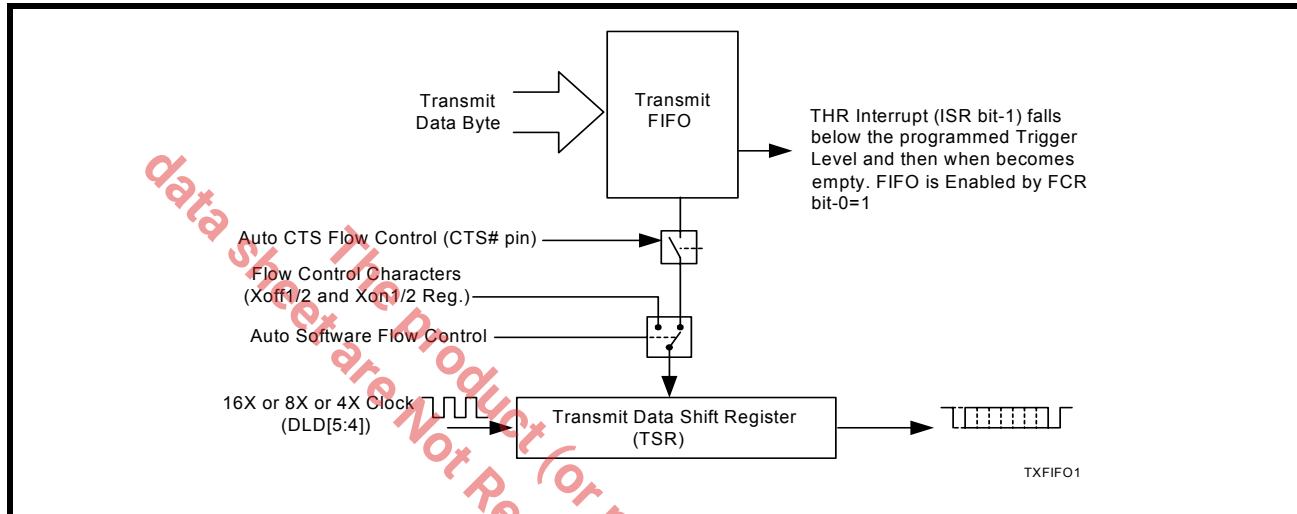 Transmit
Data Byte
Transmit
FIFO
THR Interrupt (ISR bit-1) falls
below the programmed Trigger
Level and then when becomes
empty. FIFO is Enabled by FCR
bit-0=1
Auto CTS Flow Control (CTS# pin)
Flow Control Characters
(Xoff1/2 and Xon1/2 Reg.)
Auto Software Flow Control
16X or 8X or 4X Clock
(DLD[5:4])
Transmit Data Shift Register
(TSR)
TXFIFO1
The product (or
data sheet are Not